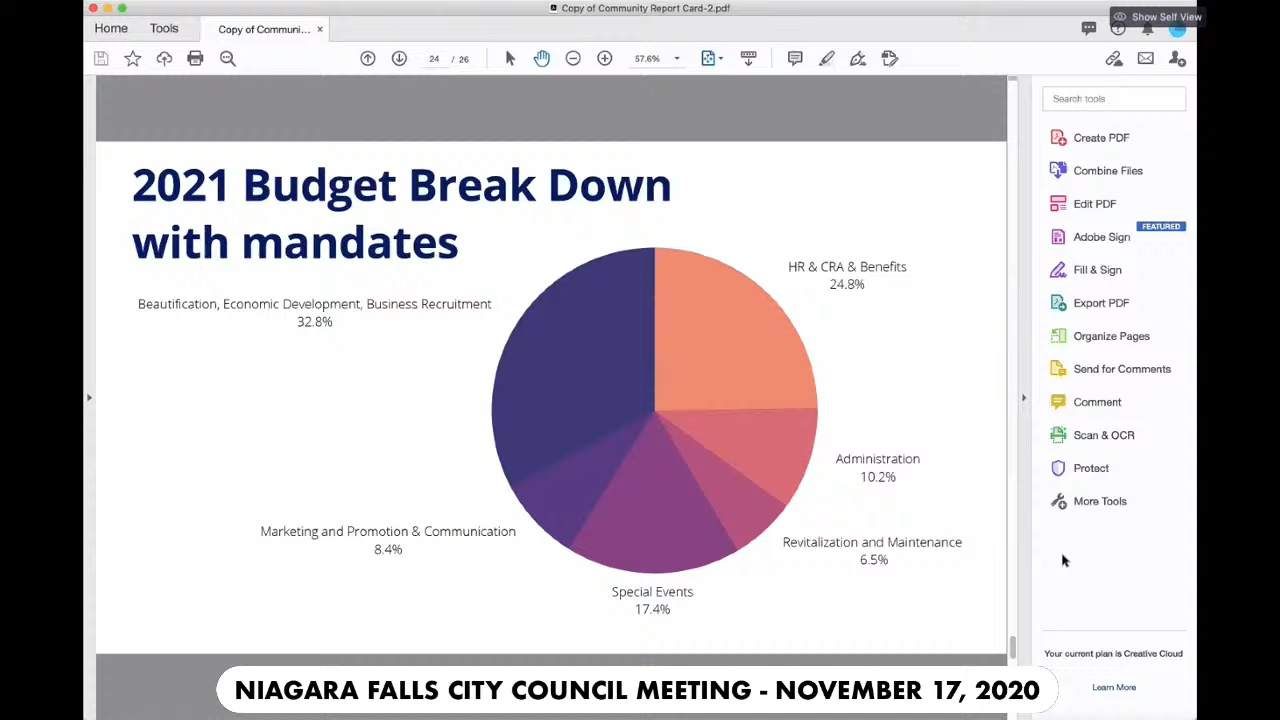 Copy of Community Report Card-2.pdf
Show Self View
Home
Tools
Copy of Communi...
24 / 26
57.6%
Search tools
Create PDF
Combine Files
Edit PDF
FEATURED
Adobe Sign
Fill & Sign
Export PDF
Organize Pages
Send for Comments
Comment
Scan & OCR
Protect
More Tools
Your current plan is Creative Cloud
Learn More
2021 Budget Break Down
with mandates
HR & CRA & Benefits
24.8%
Beautification, Economic Development, Business Recruitment
32.8%
Administration
10.2%
Marketing and Promotion & Communication
8.4%
Revitalization and Maintenance
6.5%
Special Events
17.4%
NIAGARA FALLS CITY COUNCIL MEETING - NOVEMBER 17, 2020